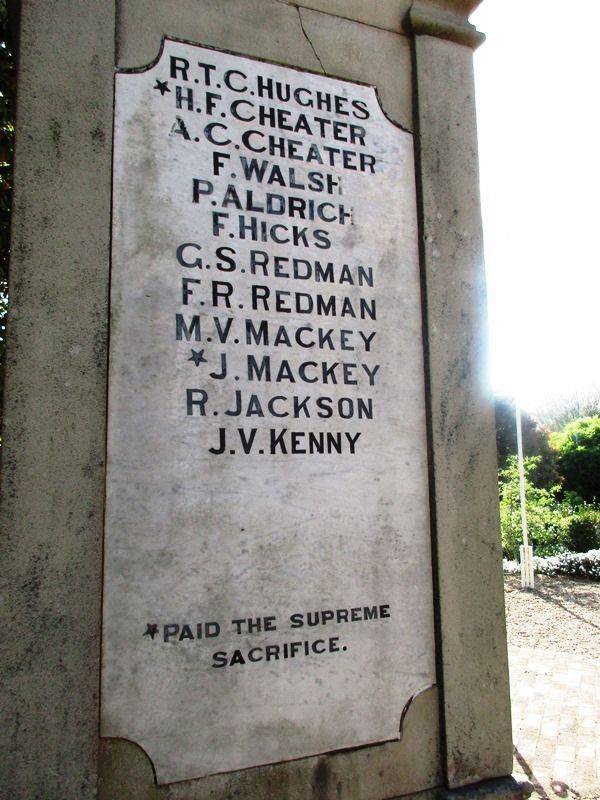 R.T.C.HUGHES
★H.F.CHEATER
A.C.CHEATER
F.WALSH
P.ALDRICH
F.HICKS
G.S.REDMAN
F.R.REDMAN
M.V.MACKEY
★J.MACKEY
R.JACKSON
J.V.KENNY
★PAID THE SUPREME
SACRIFICE.